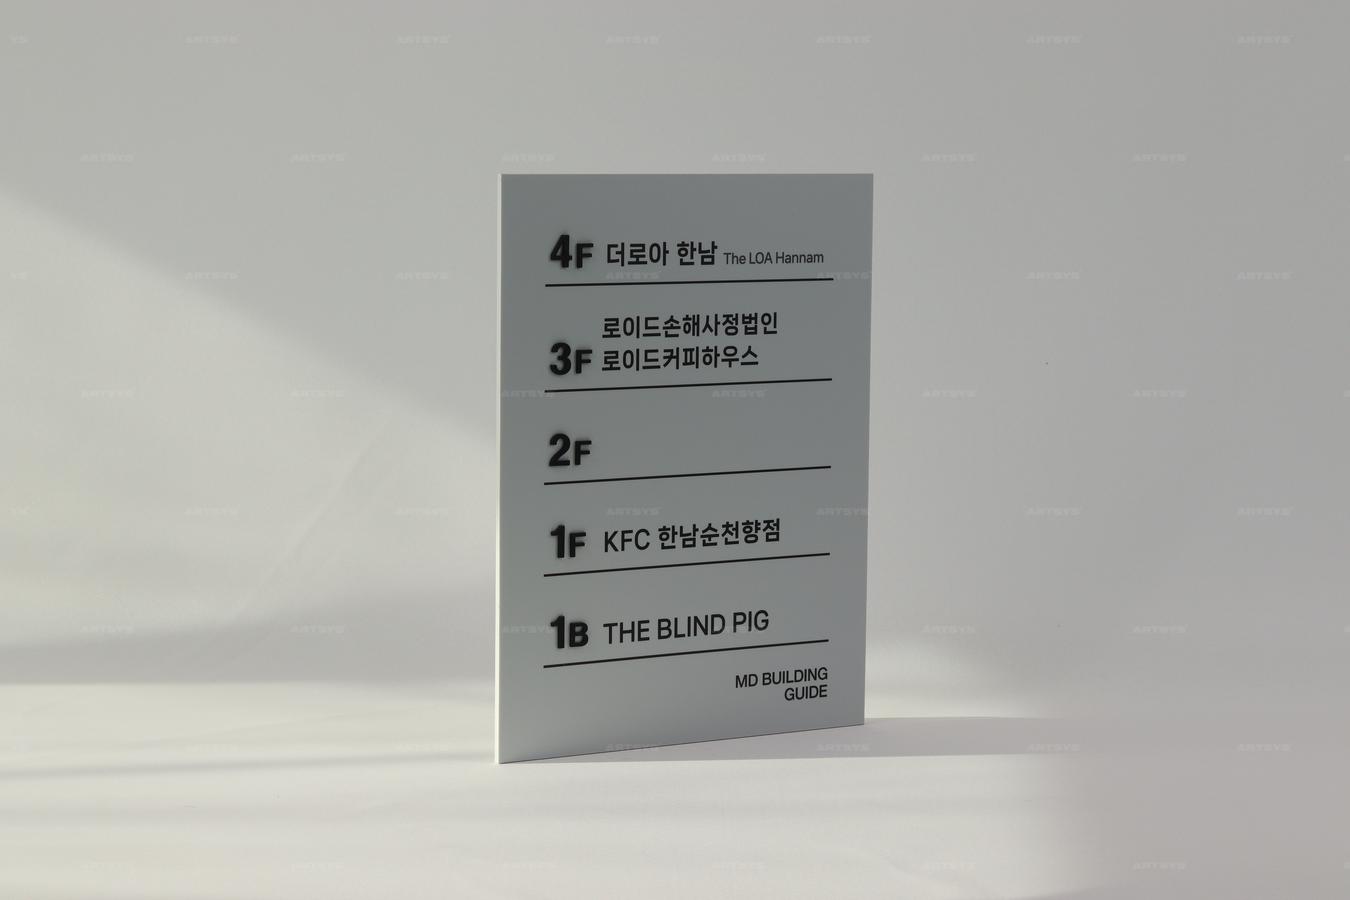 4F 더로아 한남 The LOA Hannam
로이드손해사정법인
3F 로이드커피하우스
2F
1F KFC 한남순천향점
1B THE BLIND PIG
MD BUILDING
GUIDE
ARTSYS